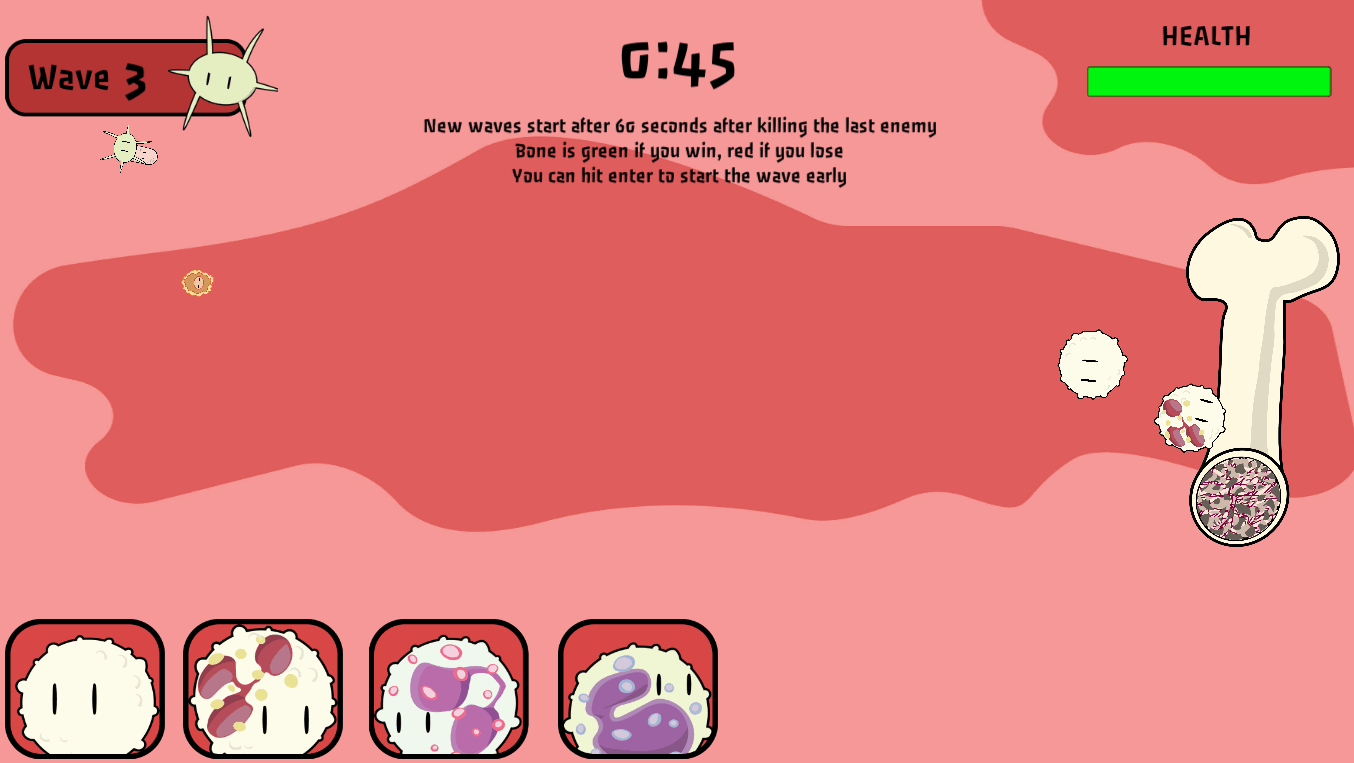 Wave 3
0:45
HEALTH
New waves start after 60 seconds after killing the last enemy
Bone is green if you win, red if you lose
You can hit enter to start the wave early